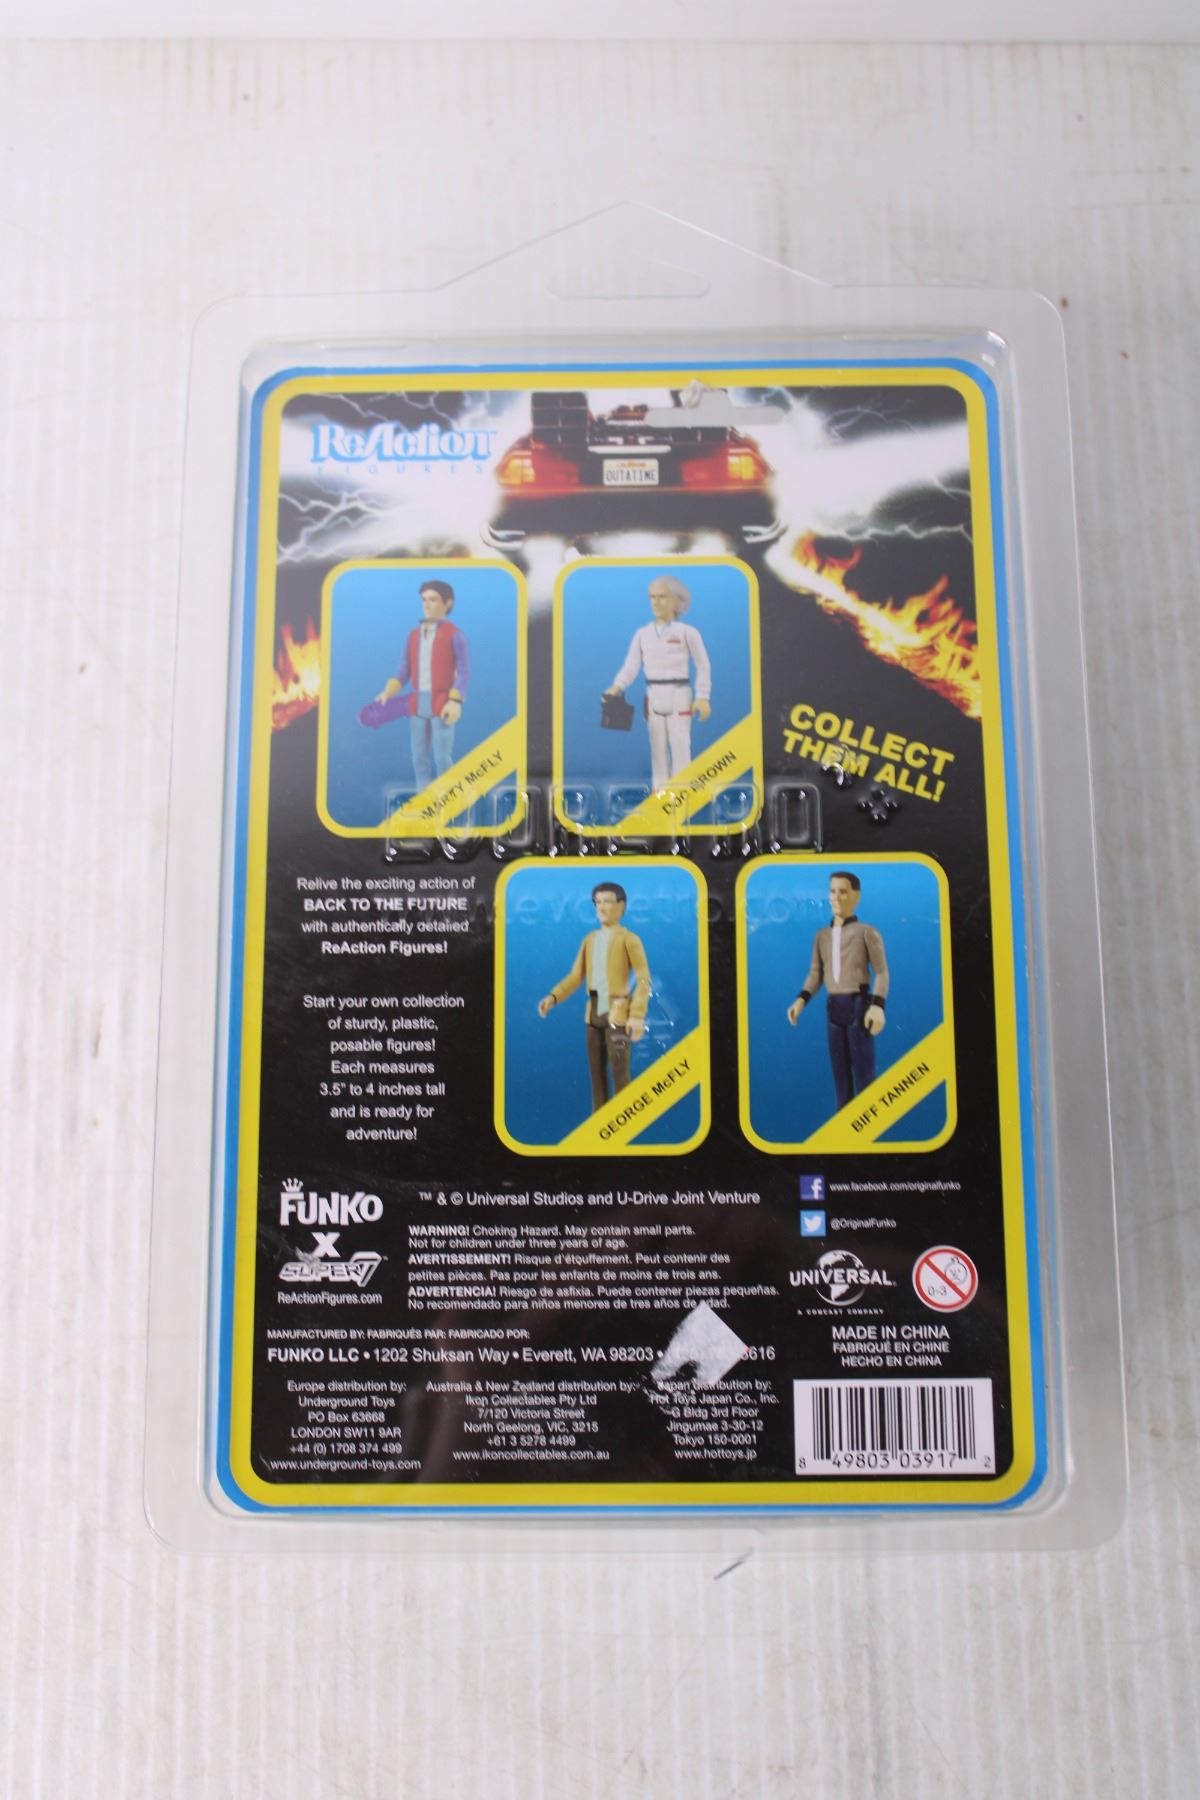 ReAction™
FIGURES
OUTATIME
MARTY McFLY
DOC BROWN
COLLECT
THEM ALL!
EVORETRO
www.evoretro.com
Relive the exciting action of
BACK TO THE FUTURE
with authentically detailed
ReAction Figures!
Start your own collection
of sturdy, plastic,
posable figures!
Each measures
3.5" to 4 inches tall
and is ready for
adventure!
GEORGE McFLY
BIFF TANNEN
FUNKO
X
SUPER7
ReActionFigures.com
™ & © Universal Studios and U-Drive Joint Venture
WARNING! Choking Hazard. May contain small parts.
Not for children under three years of age.
AVERTISSEMENT! Risque d'étouffement. Peut contenir des
petites pièces. Pas pour les enfants de moins de trois ans.
ADVERTENCIA! Riesgo de asfixia. Puede contener piezas pequeñas.
No recomendado para niños menores de tres años de edad.
www.facebook.com/originalfunko
@OriginalFunko
UNIVERSAL
A COMCAST COMPANY
0-3
MADE IN CHINA
FABRIQUÉ EN CHINE
HECHO EN CHINA
MANUFACTURED BY: FABRIQUÉS PAR: FABRICADO POR:
FUNKO LLC • 1202 Shuksan Way • Everett, WA 98203 •
Europe distribution by:
Underground Toys
PO Box 63668
LONDON SW11 9AR
+44 (0) 1708 374 499
www.underground-toys.com
Australia & New Zealand distribution by:
Ikon Collectables Pty Ltd
7/120 Victoria Street
North Geelong, VIC, 3215
+61 3 5278 4499
www.ikoncollectables.com.au
Japan distribution by:
Hot Toys Japan Co., Inc.
G Bldg 3rd Floor
Jingumae 3-30-12
Tokyo 150-0001
www.hottoys.jp
8 49803 03917 2